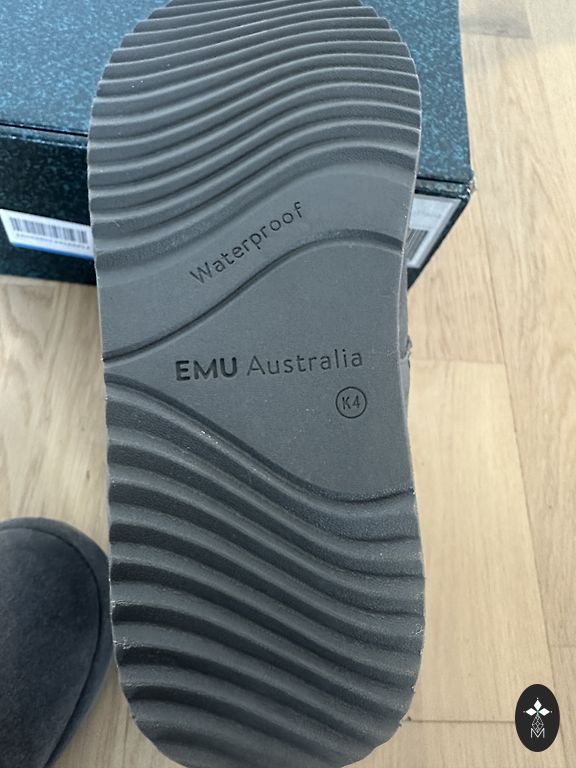 Waterproof
EMU Australia
K4
M